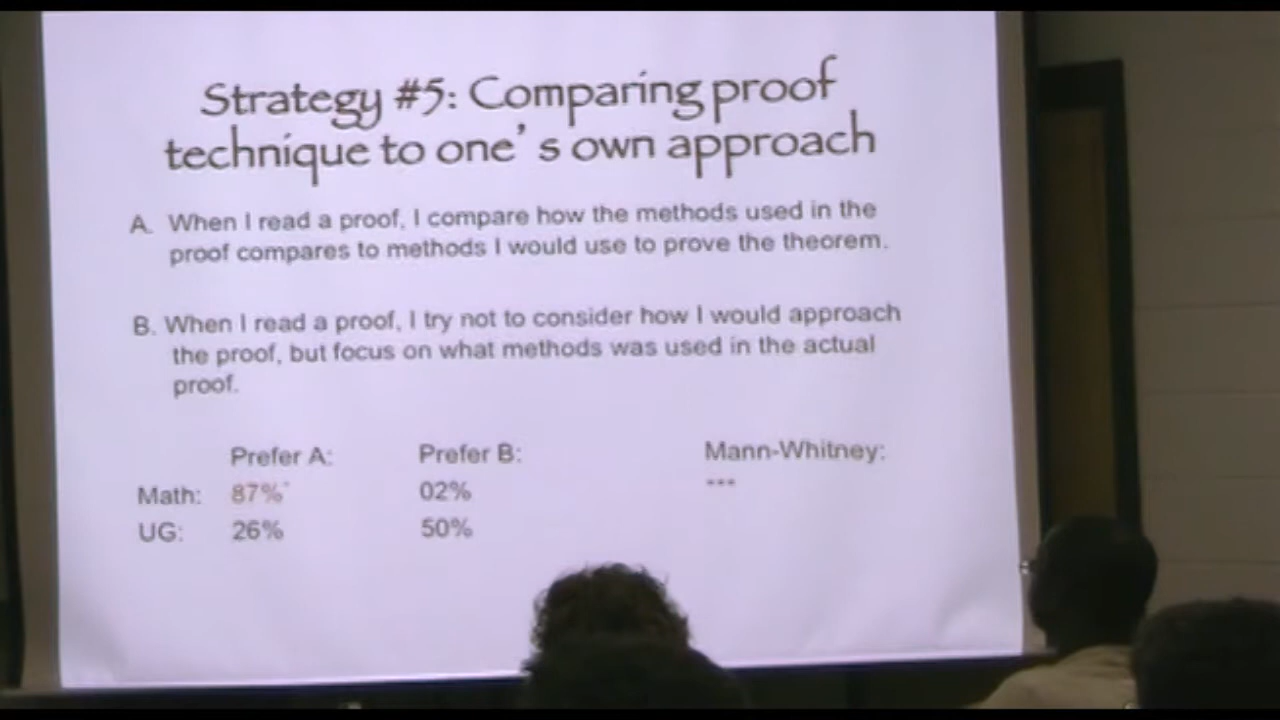 Strategy #5: Comparing proof
technique to one's own approach
A. When I read a proof, I compare how the methods used in the
proof compares to methods I would use to prove the theorem.
B. When I read a proof, I try not to consider how I would approach
the proof, but focus on what methods was used in the actual
proof.
Prefer A: Prefer B: Mann-Whitney:
Math: 87%* 02% ***
UG: 26% 50%